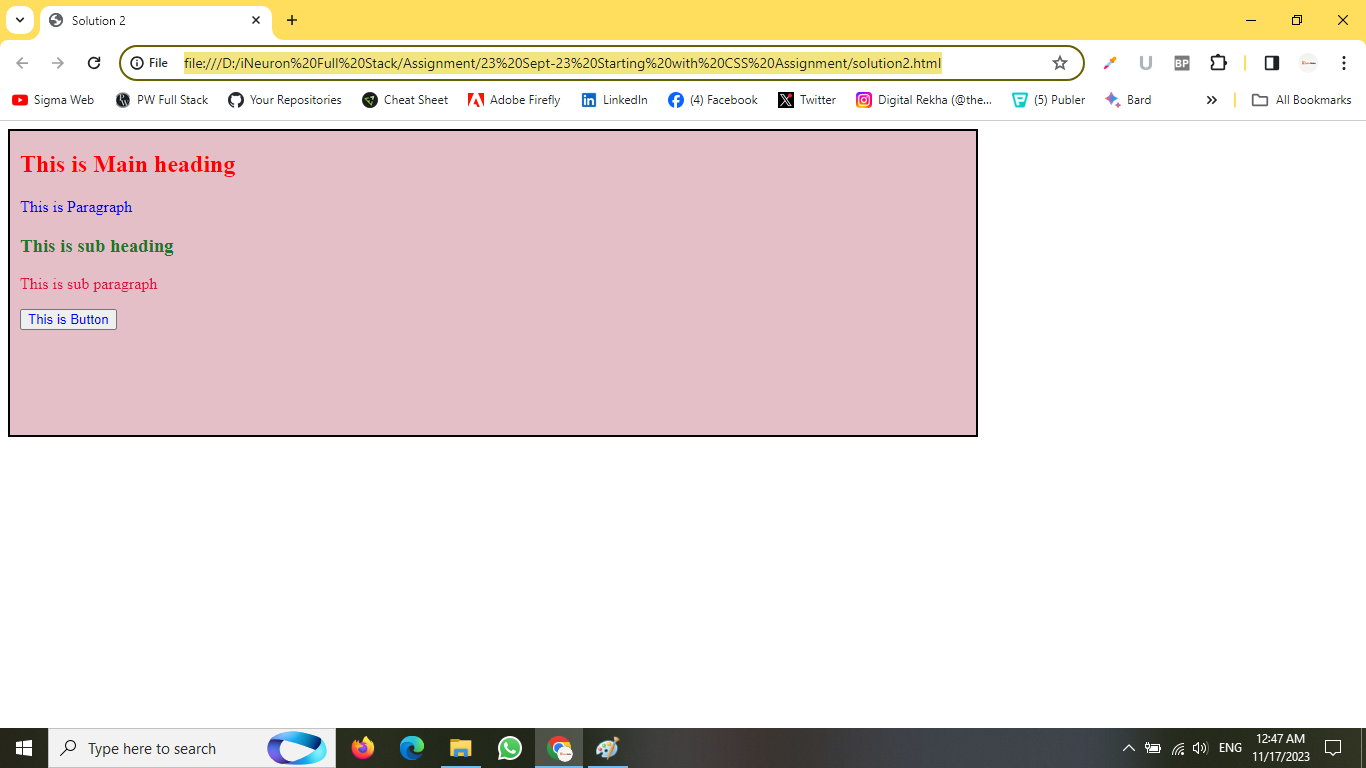 Solution 2
File file:///D:/iNeuron%20Full%20Stack/Assignment/23%20Sept-23%20Starting%20with%20CSS%20Assignment/solution2.html
U BP
Sigma Web PW Full Stack Your Repositories Cheat Sheet Adobe Firefly LinkedIn (4) Facebook Twitter Digital Rekha (@the... (5) Publer Bard » All Bookmarks
This is Main heading
This is Paragraph
This is sub heading
This is sub paragraph
This is Button
Type here to search
ENG
12:47 AM
11/17/2023